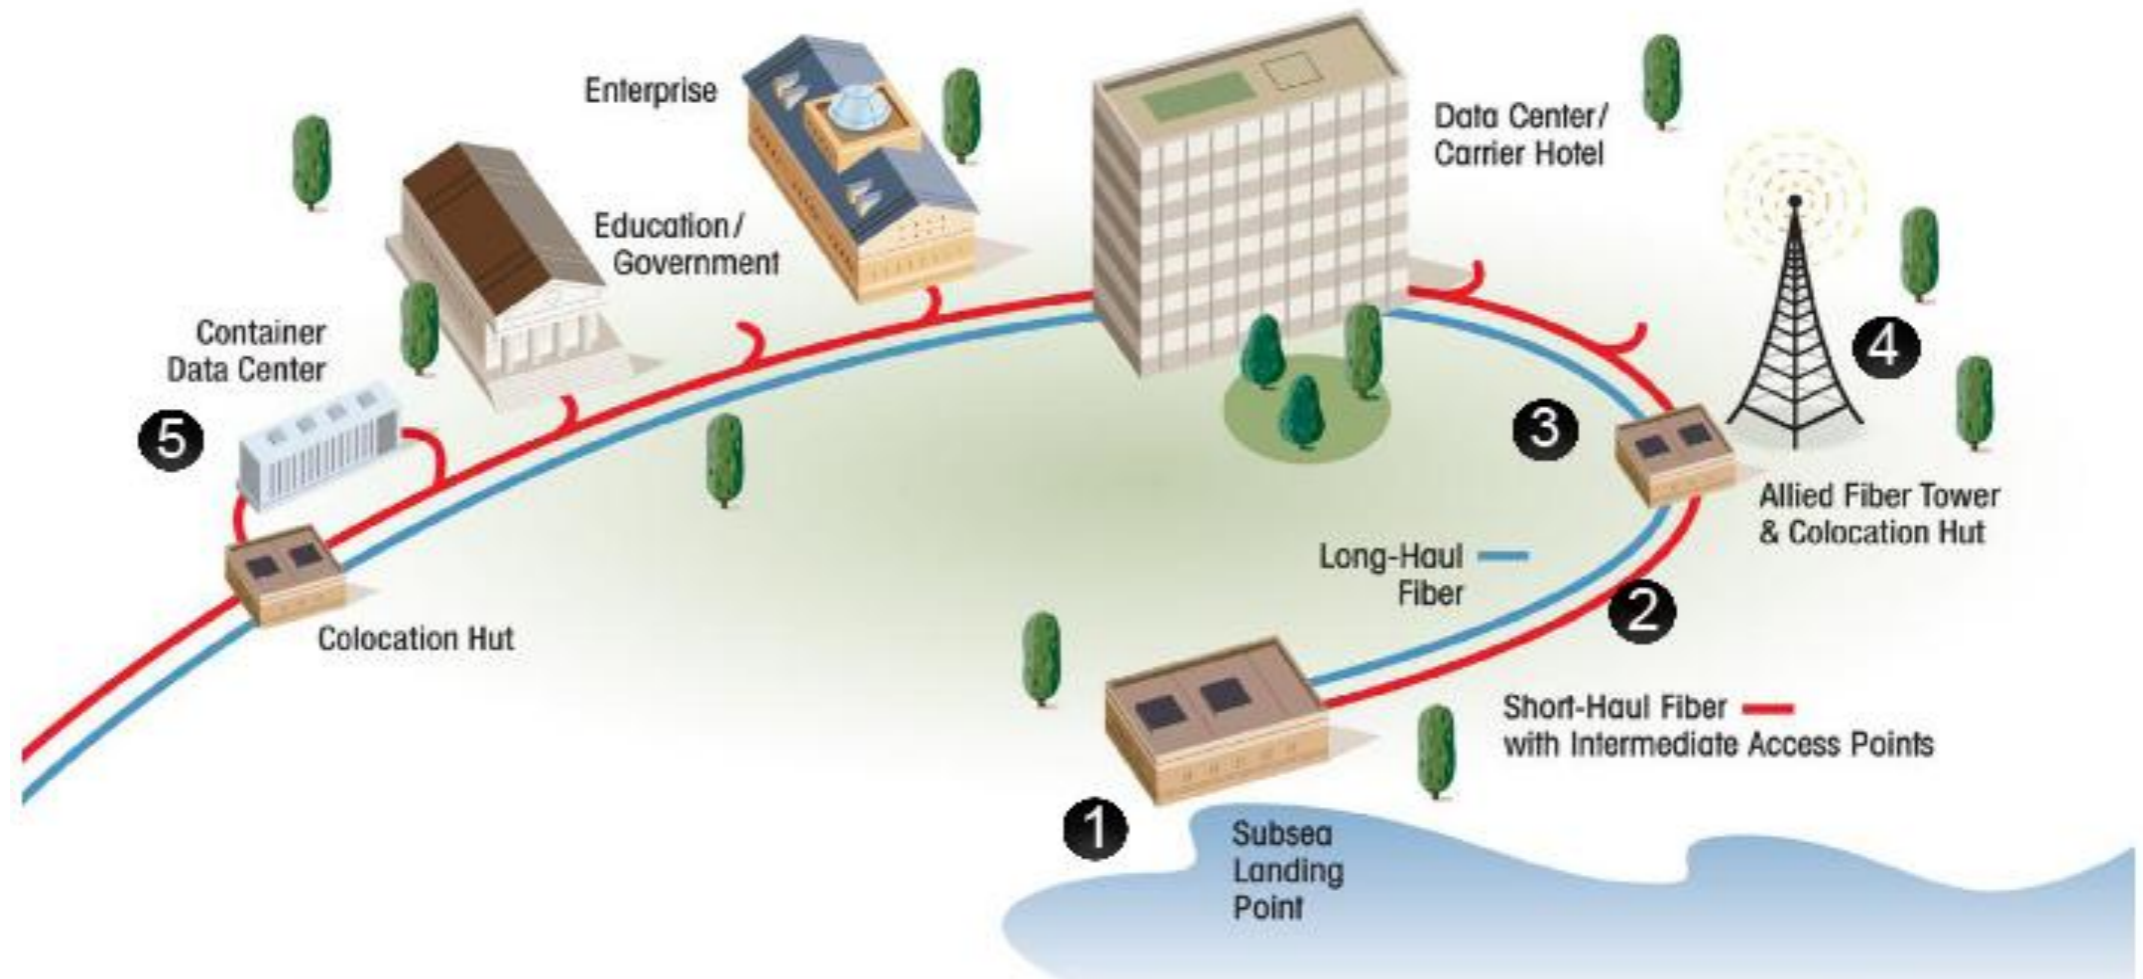 Enterprise
Data Center/
Carrier Hotel
Education/
Government
Container
Data Center
4
3
5
Allied Fiber Tower
& Colocation Hut
Long-Haul
Fiber
2
Colocation Hut
Short-Haul Fiber
with Intermediate Access Points
1
Subsea
Landing
Point